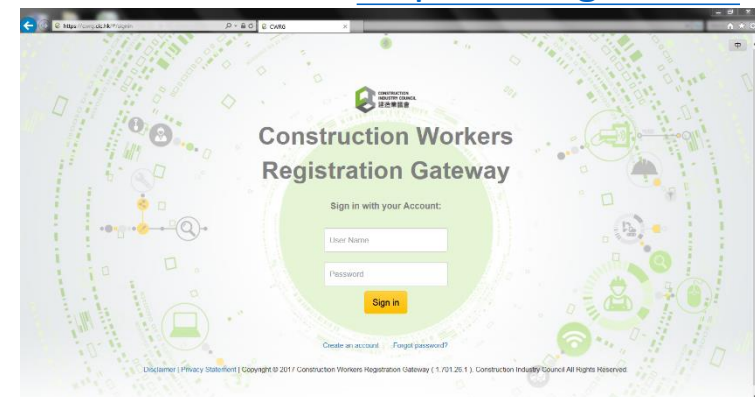 CWRG
中
CONSTRUCTION
INDUSTRY COUNCIL
建造業議會
Construction Workers
Registration Gateway
Sign in with your Account:
User Name
Password
Sign in
Create an account Forgot password?
Disclaimer | Privacy Statement | Copyright © 2017 Construction Workers Registration Gateway ( 1.701.26.1 ). Construction Industry Council All Rights Reserved.